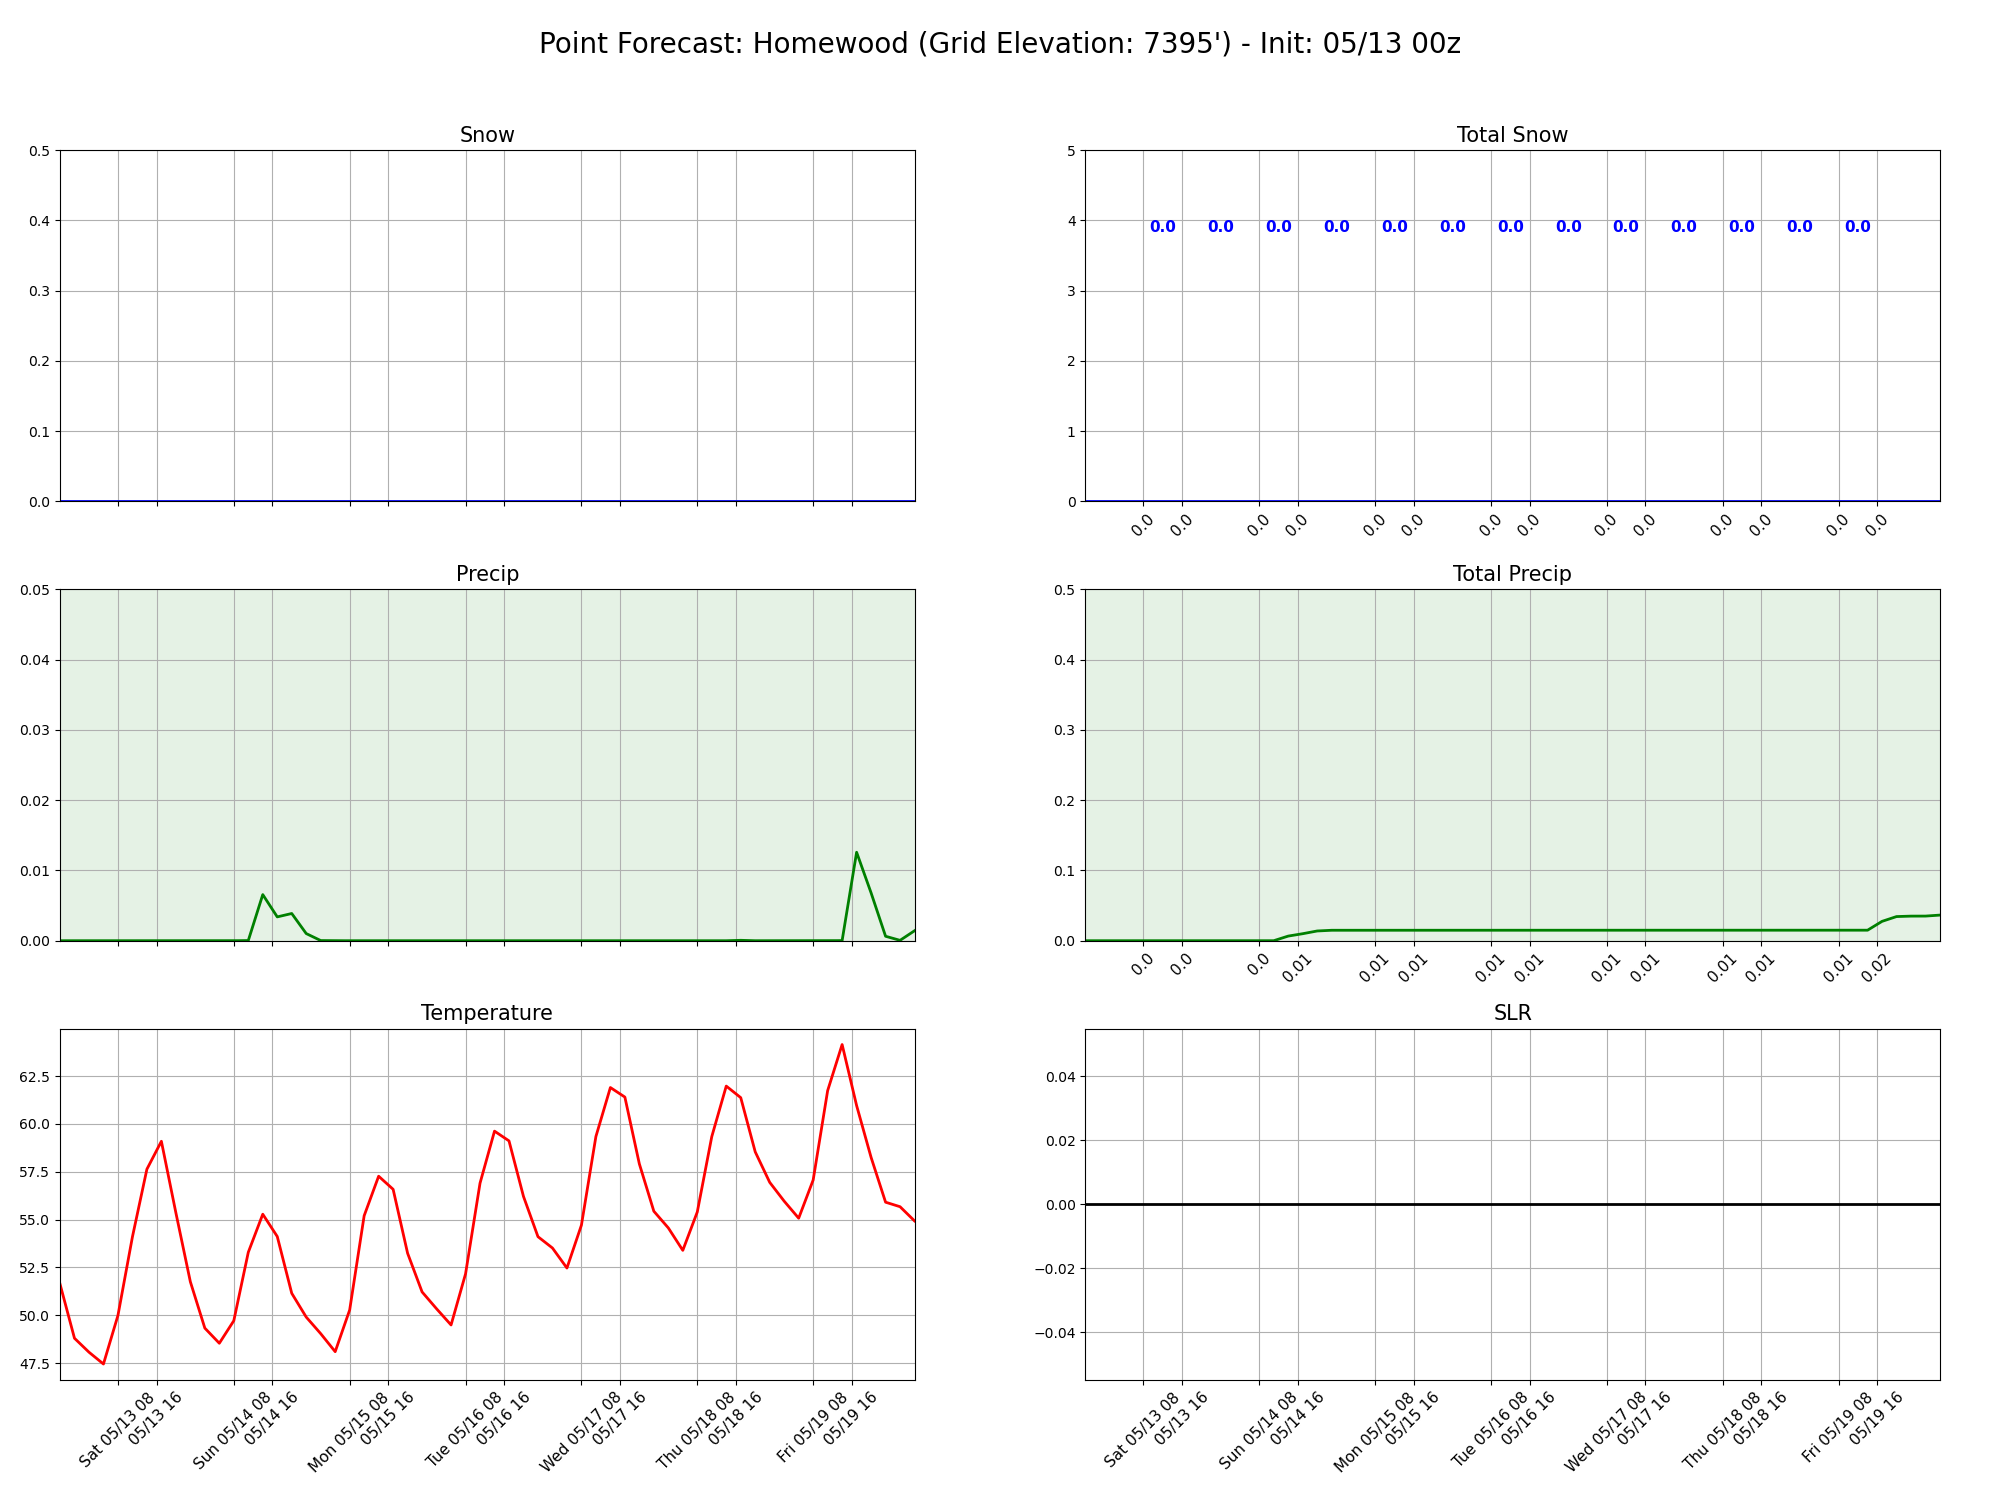 Point Forecast: Homewood (Grid Elevation: 7395') - Init: 05/13 00z
Snow
0.5
0.4
0.3
0.2
0.1
0.0
Total Snow
5
4
3
2
1
0
0.0 0.0 0.0 0.0 0.0 0.0 0.0 0.0 0.0 0.0 0.0 0.0 0.0
0.0 0.0 0.0 0.0 0.0 0.0 0.0 0.0 0.0 0.0 0.0 0.0 0.0 0.0
Precip
0.05
0.04
0.03
0.02
0.01
0.00
Total Precip
0.5
0.4
0.3
0.2
0.1
0.0
0.0 0.0 0.0 0.01 0.01 0.01 0.01 0.01 0.01 0.01 0.01 0.01 0.01 0.02
Temperature
62.5
60.0
57.5
55.0
52.5
50.0
47.5
Sat 05/13 08
05/13 16
Sun 05/14 08
05/14 16
Mon 05/15 08
05/15 16
Tue 05/16 08
05/16 16
Wed 05/17 08
05/17 16
Thu 05/18 08
05/18 16
Fri 05/19 08
05/19 16
SLR
0.04
0.02
0.00
−0.02
−0.04
Sat 05/13 08
05/13 16
Sun 05/14 08
05/14 16
Mon 05/15 08
05/15 16
Tue 05/16 08
05/16 16
Wed 05/17 08
05/17 16
Thu 05/18 08
05/18 16
Fri 05/19 08
05/19 16